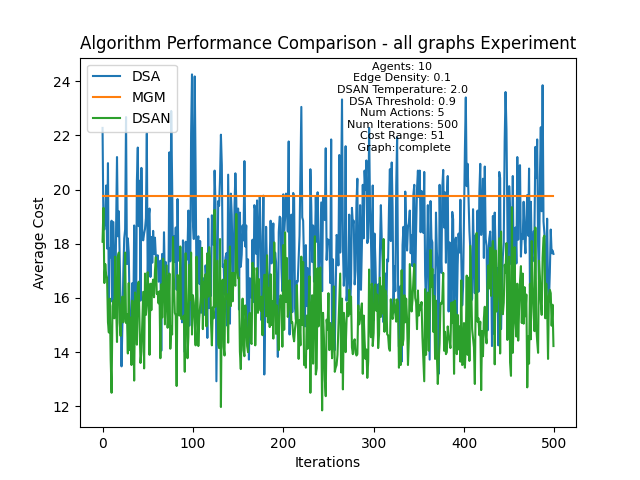 Algorithm Performance Comparison - all graphs Experiment
DSA
MGM
DSAN
Agents: 10
Edge Density: 0.1
DSAN Temperature: 2.0
DSA Threshold: 0.9
Num Actions: 5
Num Iterations: 500
Cost Range: 51
Graph: complete
Average Cost
24
22
20
18
16
14
12
0
100
200
300
400
500
Iterations